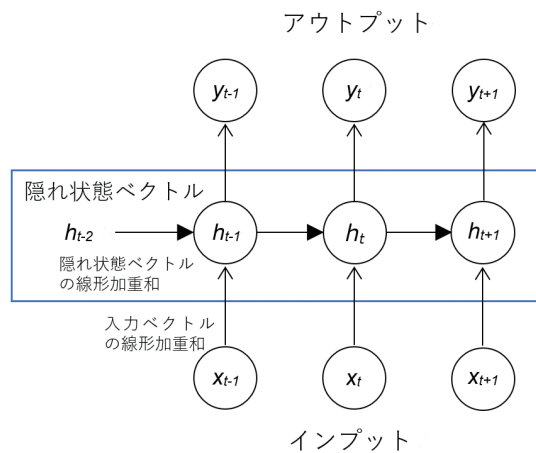 アウトプット
yt-1
yt
yt+1
隠れ状態ベクトル
ht-2
ht-1
ht
ht+1
隠れ状態ベクトル
の線形加重和
入力ベクトル
の線形加重和
xt-1
xt
xt+1
インプット